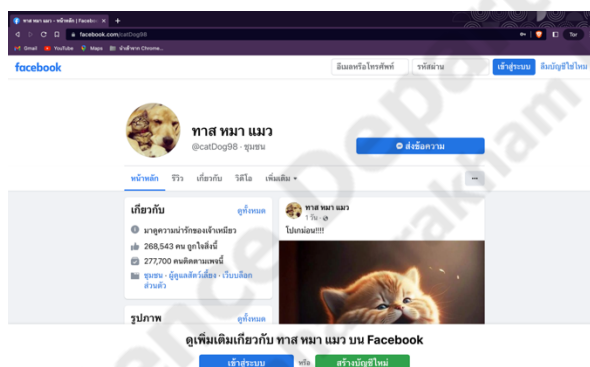 ทาส หมา แมว - หน้าหลัก | Facebo
facebook.com/catDog98
Tor
Gmail
YouTube
Maps
facebook
อีเมลหรือโทรศัพท์
รหัสผ่าน
เข้าสู่ระบบ
ลืมบัญชีใช่ไหม
ทาส หมา แมว
@catDog98 · ชุมชน
ส่งข้อความ
หน้าหลัก
รีวิว
เกี่ยวกับ
วิดีโอ
เพิ่มเติม
เกี่ยวกับ
ดูทั้งหมด
มาดูความน่ารักของเจ้าเหมียว
268,543 คน ถูกใจสิ่งนี้
277,700 คนติดตามเพจนี้
ชุมชน · ผู้ดูแลสัตว์เลี้ยง · เว็บบล็อก
ส่วนตัว
รูปภาพ
ดูทั้งหมด
ทาส หมา แมว
1 วัน
โปเกม่อน!!!!
ดูเพิ่มเติมเกี่ยวกับ ทาส หมา แมว บน Facebook
เข้าสู่ระบบ
หรือ
สร้างบัญชีใหม่